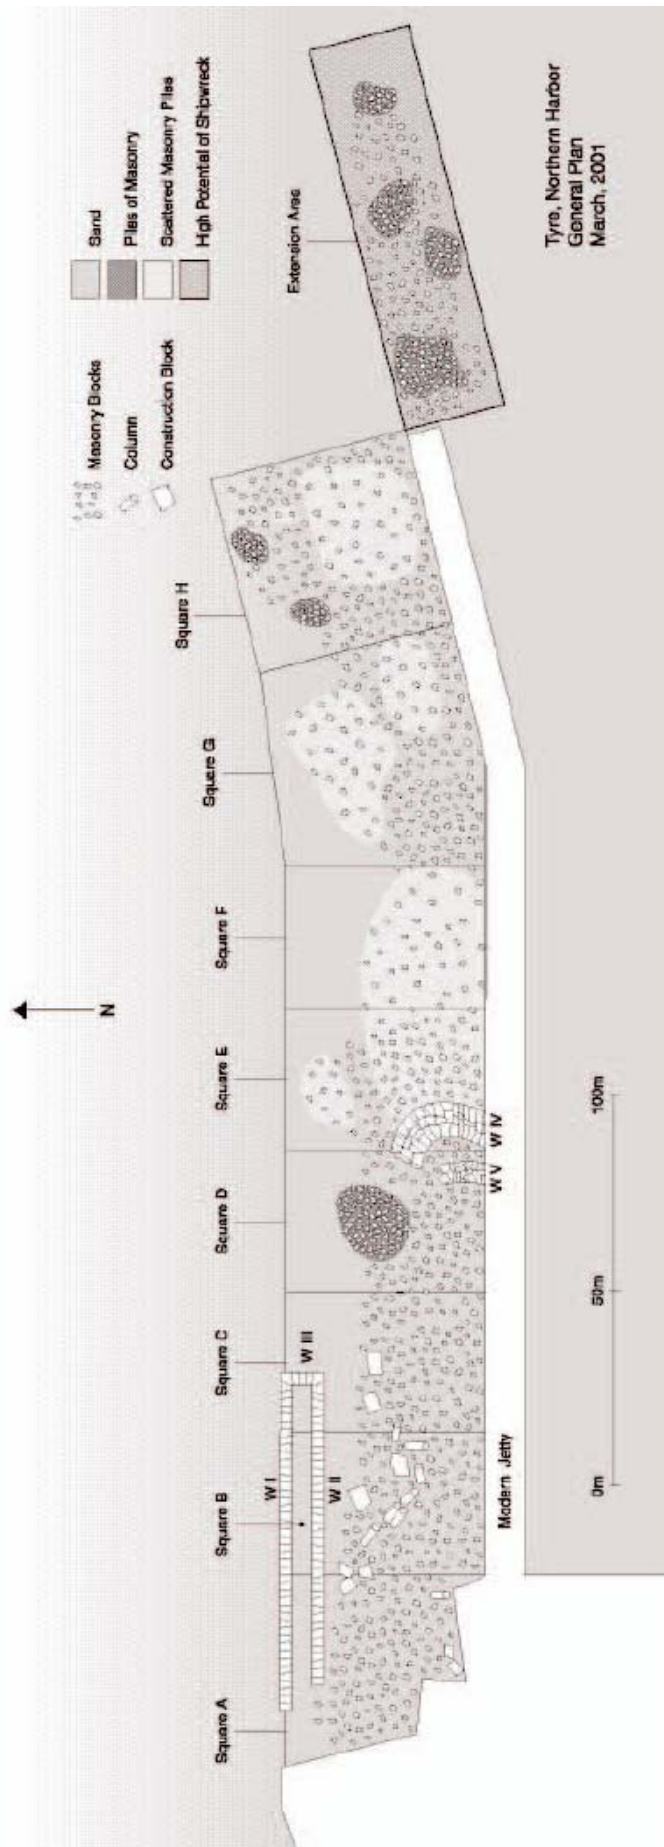 Sand
Piles of Masonry
Scattered Masonry Piles
High Potential of Shipwreck
Masonry Blocks
Column
Construction Block
N
Square A
Square B
Square C
Square D
Square E
Square F
Square G
Square H
Extension Area
W I
W II
W III
W V
W IV
Modern Jetty
0m
50m
100m
Tyre, Northern Harbor
General Plan
March, 2001